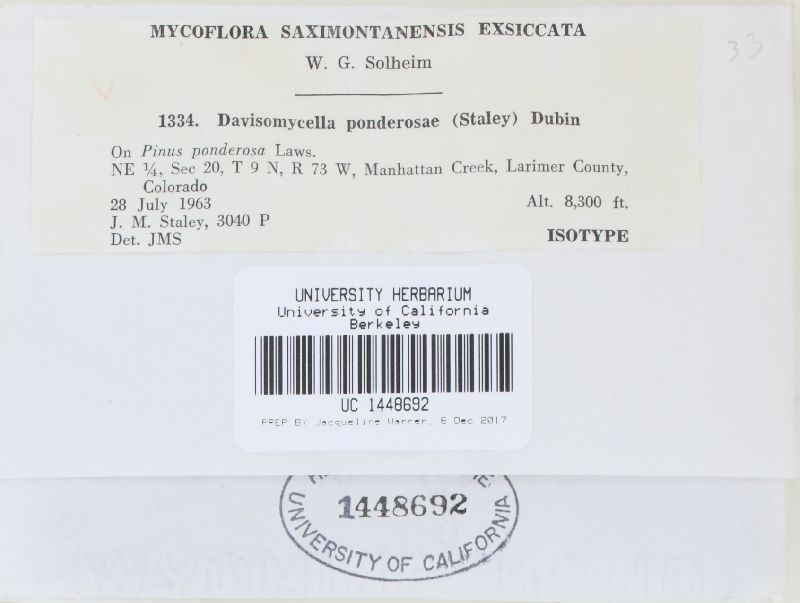 MYCOFLORA SAXIMONTANENSIS EXSICCATA
33
W. G. Solheim
1334. Davisomycella ponderosae (Staley) Dubin
On Pinus ponderosa Laws.
NE ¼, Sec 20, T 9 N, R 73 W, Manhattan Creek, Larimer County,
Colorado
28 July 1963 Alt. 8,300 ft.
J. M. Staley, 3040 P
Det. JMS ISOTYPE
UNIVERSITY HERBARIUM
University of California
Berkeley
UC 1448692
PREP BY Jacqueline Warrer, 6 Dec 2017
1448692
UNIVERSITY OF CALIFORNIA